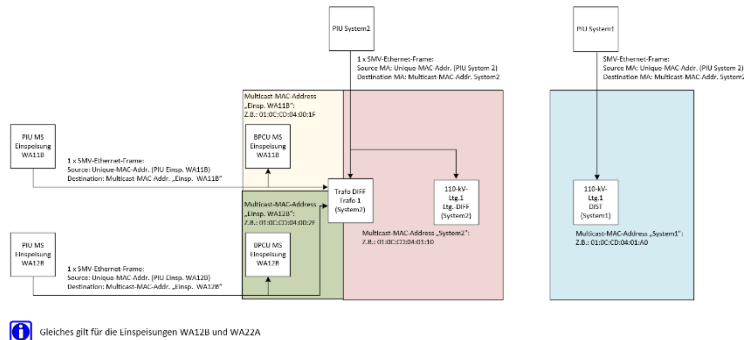 PIU System2
PIU System1
1 x SMV-Ethernet-Frame:
Source MA: Unique-MAC-Addr. (PIU System 2)
Destination MA: Multicast-MAC-Addr. System2
SMV-Ethernet-Frame:
Source MA: Unique-MAC-Addr. (PIU System 2)
Destination MA: Multicast-MAC-Addr. System2
Multicast-MAC-Address
„Einsp. WA11B":
Z.B.: 01:0C:CD:04:00:1F
PIU MS
Einspeisung
WA11B
BPCU MS
Einspeisung
WA11B
1 x SMV-Ethernet-Frame:
Source: Unique-MAC-Addr. (PIU Einsp. WA11B)
Destination: Multicast-MAC-Addr. „Einsp. WA11B"
Trafo DIFF
Trafo 1
(System2)
110-kV-
Ltg.1
Ltg.-DIFF
(System2)
110-kV-
Ltg.1
DIST
(System1)
Multicast-MAC-Address
„Einsp. WA12B":
Z.B.: 01:0C:CD:04:00:2F
Multicast-MAC-Address „System2":
Z.B.: 01:0C:CD:04:01:10
Multicast-MAC-Address „System1":
Z.B.: 01:0C:CD:04:01:A0
PIU MS
Einspeisung
WA12B
BPCU MS
Einspeisung
WA12B
1 x SMV-Ethernet-Frame:
Source: Unique-MAC-Addr. (PIU Einsp. WA12B)
Destination: Multicast-MAC-Addr. „Einsp. WA12B"
Gleiches gilt für die Einspeisungen WA12B und WA22A